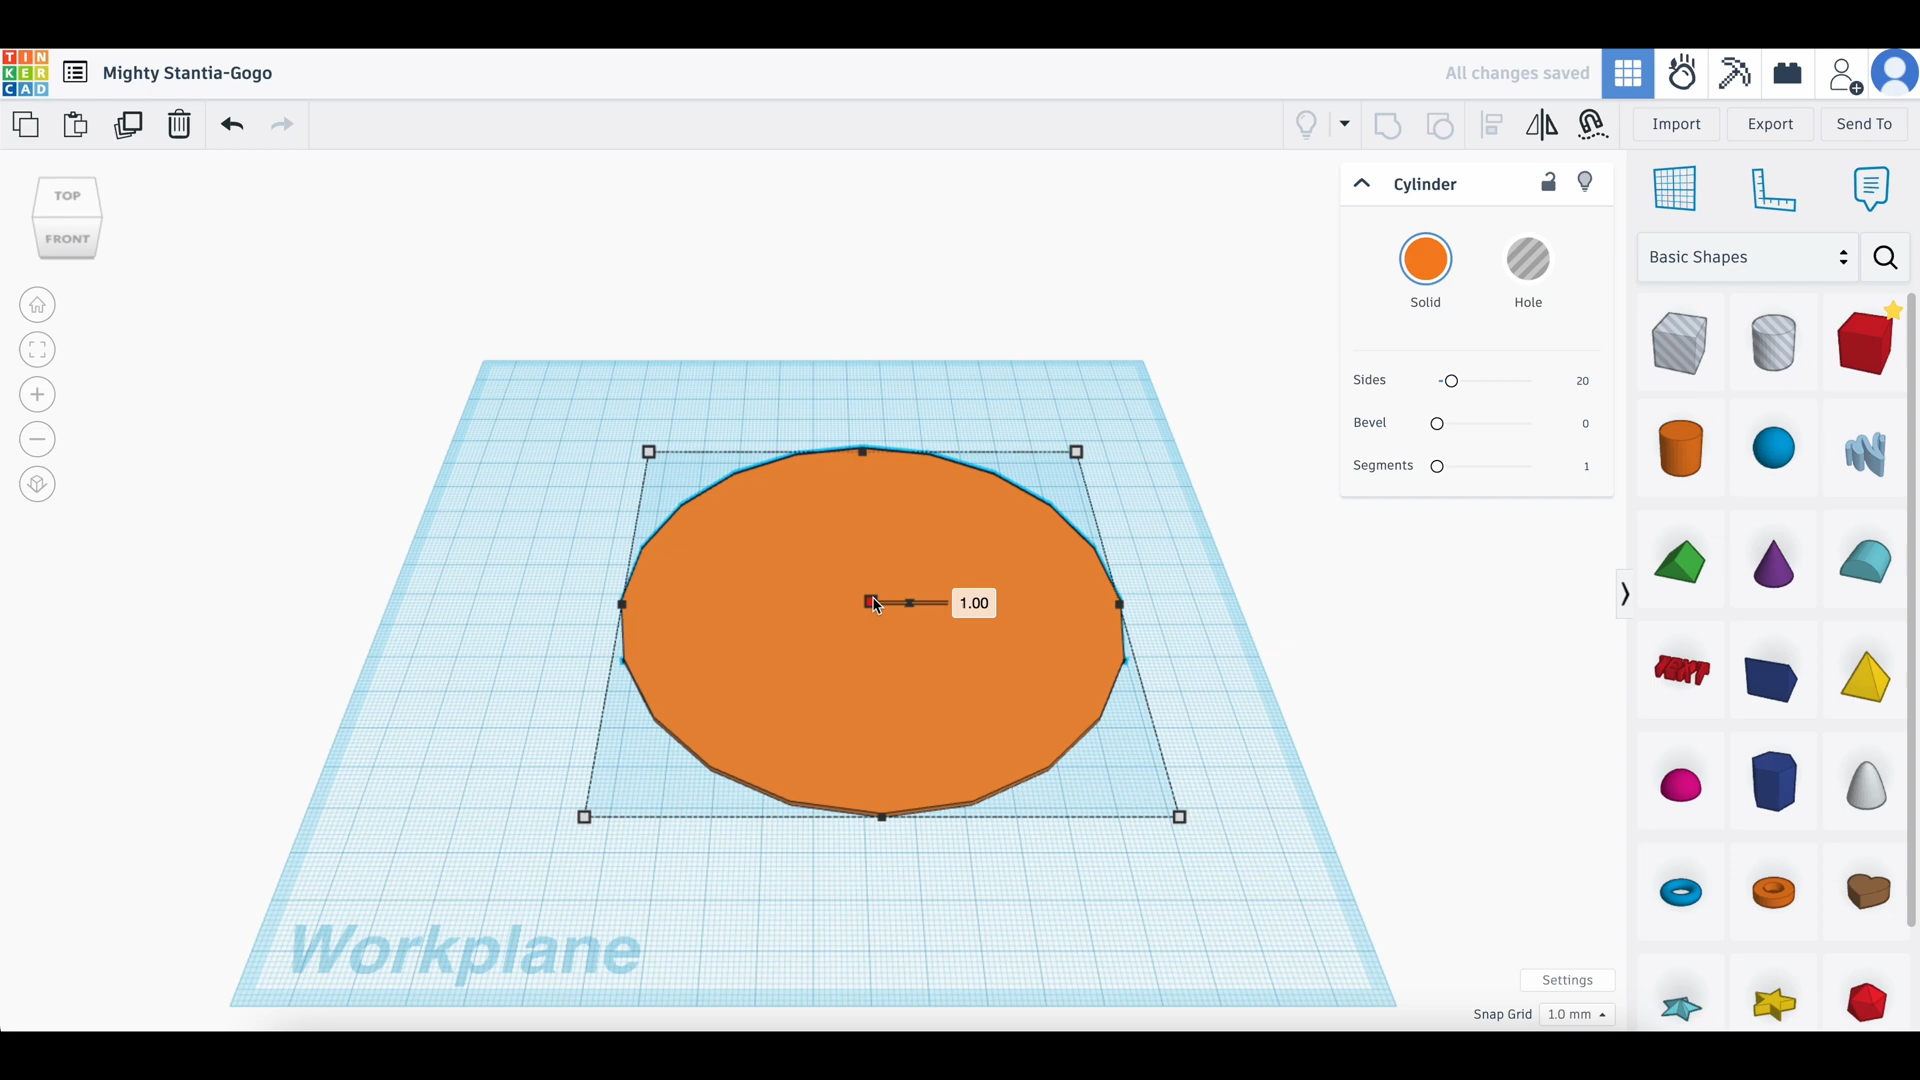 TIN
KER
CAD
Mighty Stantia-Gogo
All changes saved
Import
Export
Send To
TOP
FRONT
Cylinder
Solid
Hole
Sides
20
Bevel
0
Segments
1
Basic Shapes
TEXT
1.00
Workplane
Settings
Snap Grid
1.0 mm